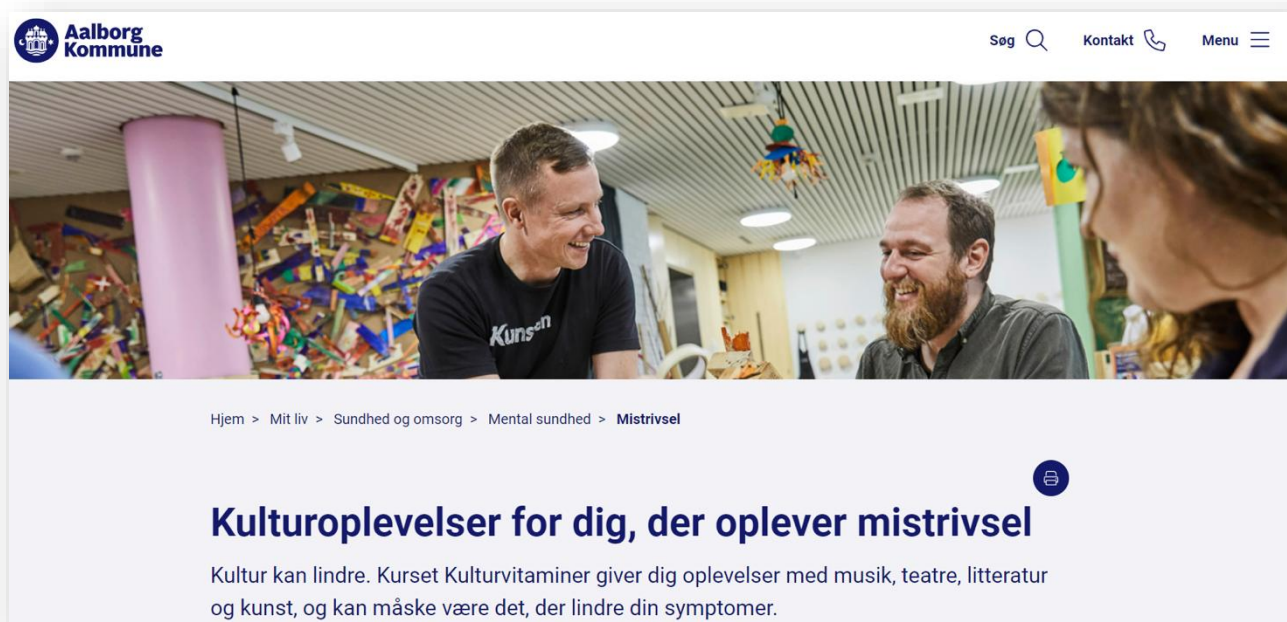 Aalborg
Kommune
Søg
Kontakt
Menu
Hjem > Mit liv > Sundhed og omsorg > Mental sundhed > Mistrivsel
Kulturoplevelser for dig, der oplever mistrivsel
Kultur kan lindre. Kurset Kulturvitaminer giver dig oplevelser med musik, teatre, litteratur
og kunst, og kan måske være det, der lindre din symptomer.